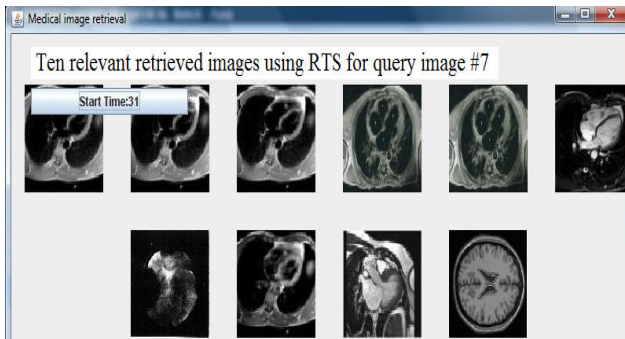 Medical image retrieval
Ten relevant retrieved images using RTS for query image #7
Start Time:31